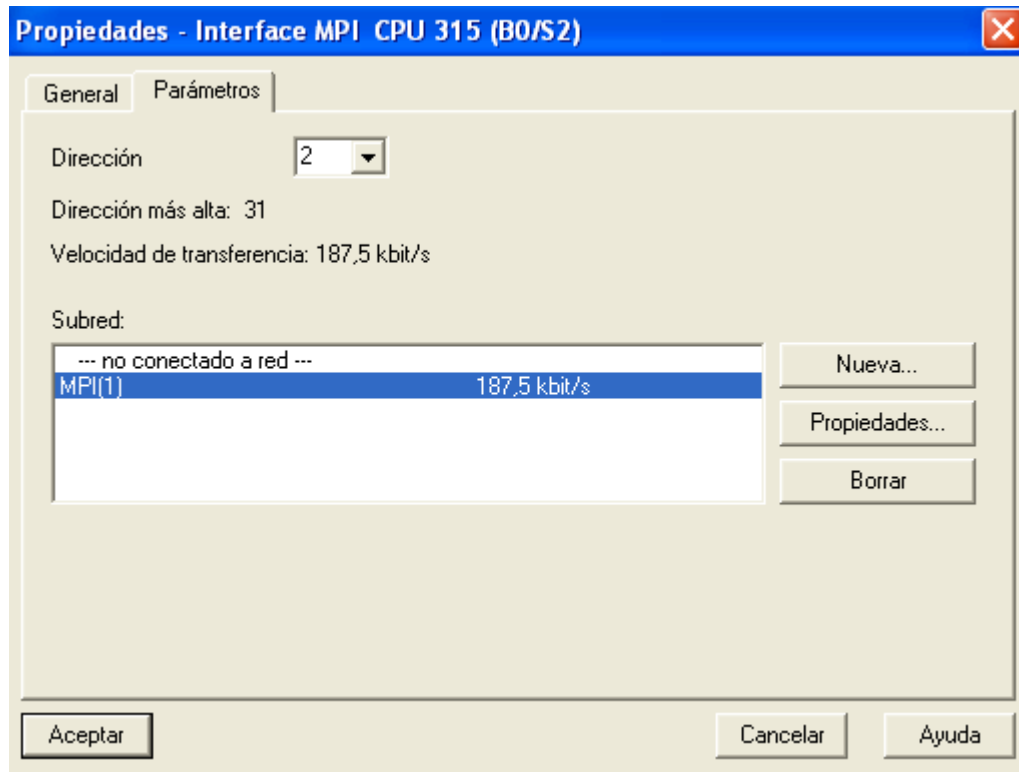 Propiedades - Interface MPI CPU 315 (B0/S2)
General Parámetros
Dirección 2
Dirección más alta: 31
Velocidad de transferencia: 187,5 kbit/s
Subred:
--- no conectado a red ---
MPI(1) 187,5 kbit/s
Nueva...
Propiedades...
Borrar
Aceptar Cancelar Ayuda